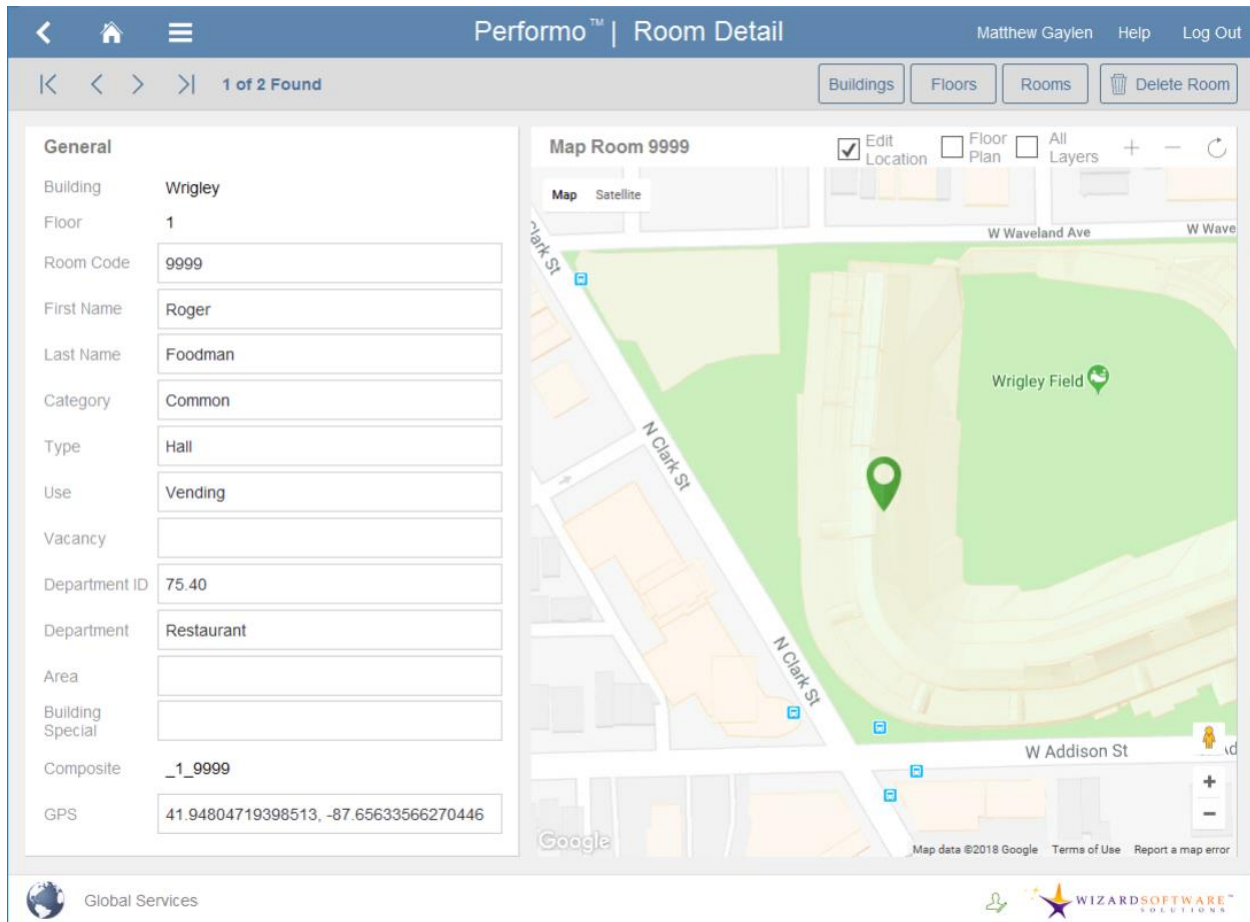 Performo™ | Room Detail
Matthew Gaylen Help Log Out
1 of 2 Found
Buildings
Floors
Rooms
Delete Room
General
Building Wrigley
Floor 1
Room Code 9999
First Name Roger
Last Name Foodman
Category Common
Type Hall
Use Vending
Vacancy
Department ID 75.40
Department Restaurant
Area
Building
Special
Composite _1_9999
GPS 41.94804719398513, -87.65633566270446
Map Room 9999
Edit
Location
Floor
Plan
All
Layers
Map Satellite
W Waveland Ave
W Wave
Clark St
Wrigley Field
N Clark St
N Clark St
W Addison St
Google
Map data ©2018 Google Terms of Use Report a map error
Global Services
WIZARDSOFTWARE™
SOLUTIONS